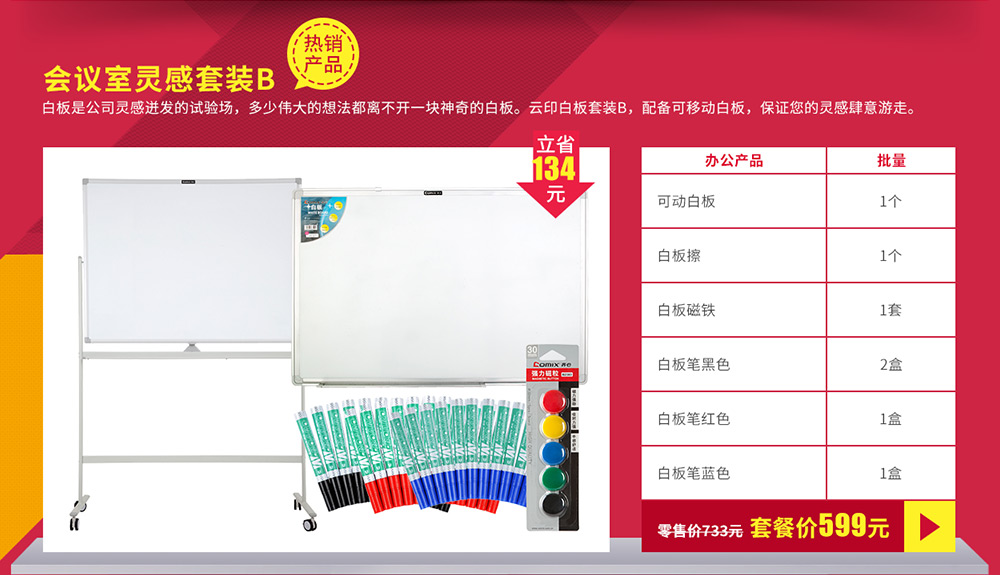 热销
产品
会议室灵感套装B
白板是公司灵感迸发的试验场，多少伟大的想法都离不开一块神奇的白板。云印白板套装B，配备可移动白板，保证您的灵感肆意游走。
立省
134
元
办公产品 批量
可动白板 1个
白板擦 1个
白板磁铁 1套
白板笔黑色 2盒
白板笔红色 1盒
白板笔蓝色 1盒
零售价733元 套餐价599元
白板
comix
30
comix 齐心
强力磁粒